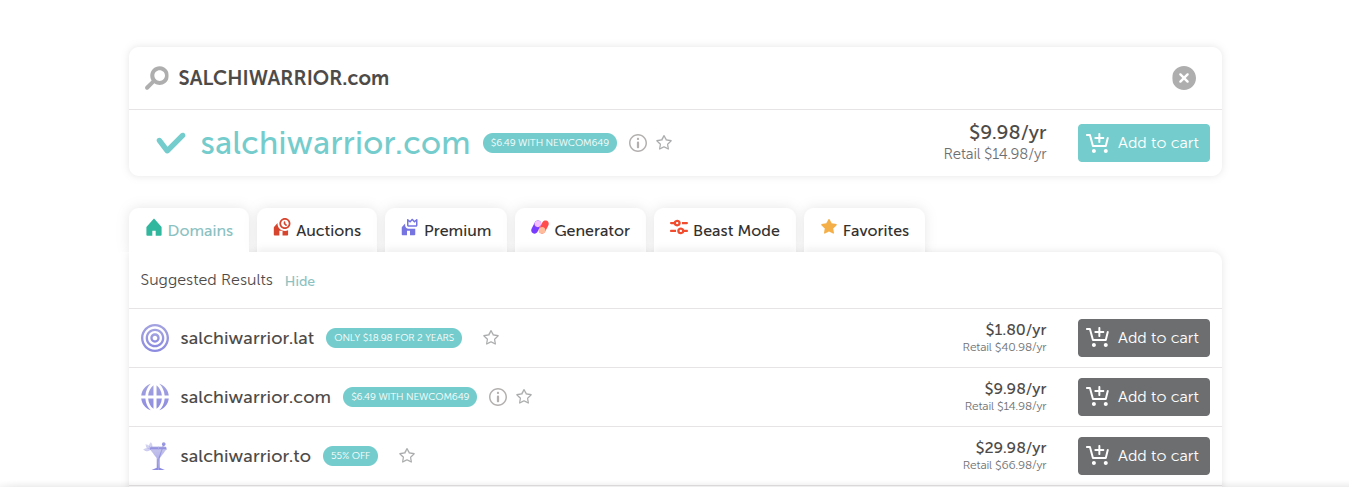 SALCHIWARRIOR.com
salchiwarrior.com $6.49 WITH NEWCOM649 $9.98/yr Add to cart
Retail $14.98/yr
Domains Auctions Premium Generator Beast Mode Favorites
Suggested Results Hide
salchiwarrior.lat ONLY $18.98 FOR 2 YEARS $1.80/yr Add to cart
Retail $40.98/yr
salchiwarrior.com $6.49 WITH NEWCOM649 $9.98/yr Add to cart
Retail $14.98/yr
salchiwarrior.to 55% OFF $29.98/yr Add to cart
Retail $66.98/yr